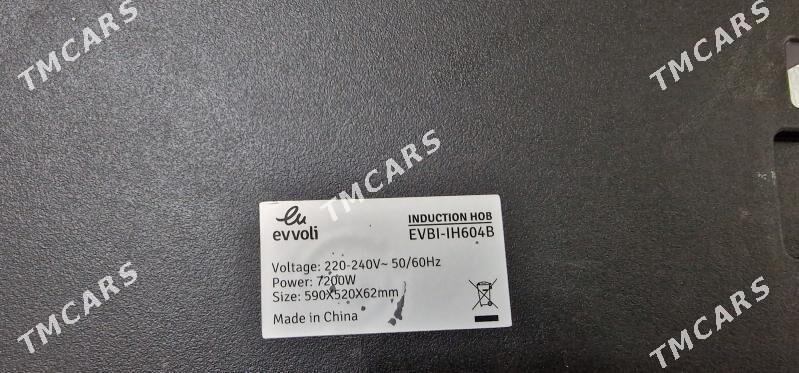 TMCARS
TMCARS
TMCARS
evvoli
INDUCTION HOB
EVBI-IH604B
Voltage: 220-240V~ 50/60Hz
Power: 7200W
Size: 590X520X62mm
Made in China
TMCARS
TMCARS